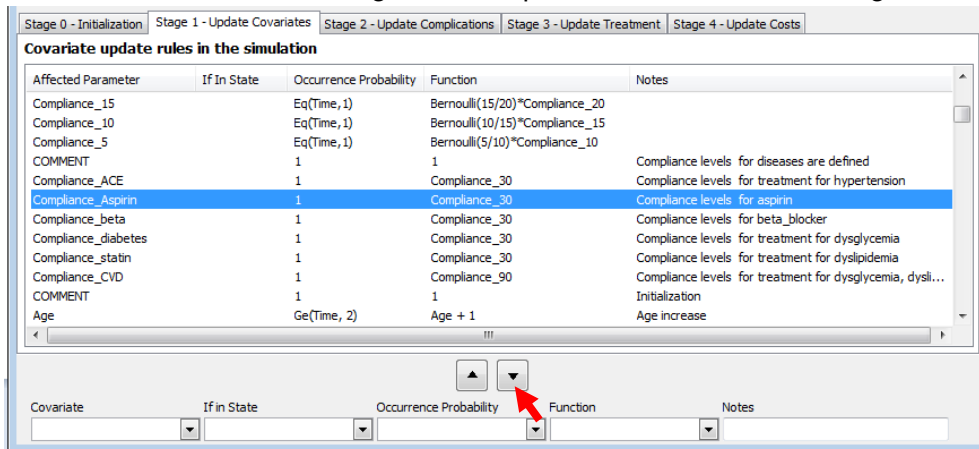 Stage 0 - Initialization Stage 1 - Update Covariates Stage 2 - Update Complications Stage 3 - Update Treatment Stage 4 - Update Costs
Covariate update rules in the simulation
Affected Parameter If In State Occurrence Probability Function Notes
Compliance_15 Eq(Time,1) Bernoulli(15/20)*Compliance_20
Compliance_10 Eq(Time,1) Bernoulli(10/15)*Compliance_15
Compliance_5 Eq(Time,1) Bernoulli(5/10)*Compliance_10
COMMENT 1 1 Compliance levels for diseases are defined
Compliance_ACE 1 Compliance_30 Compliance levels for treatment for hypertension
Compliance_Aspirin 1 Compliance_30 Compliance levels for aspirin
Compliance_beta 1 Compliance_30 Compliance levels for beta_blocker
Compliance_diabetes 1 Compliance_30 Compliance levels for treatment for dysglycemia
Compliance_statin 1 Compliance_30 Compliance levels for treatment for dyslipidemia
Compliance_CVD 1 Compliance_90 Compliance levels for treatment for dysglycemia, dysli...
COMMENT 1 1 Initialization
Age Ge(Time, 2) Age + 1 Age increase
Covariate If in State Occurrence Probability Function Notes